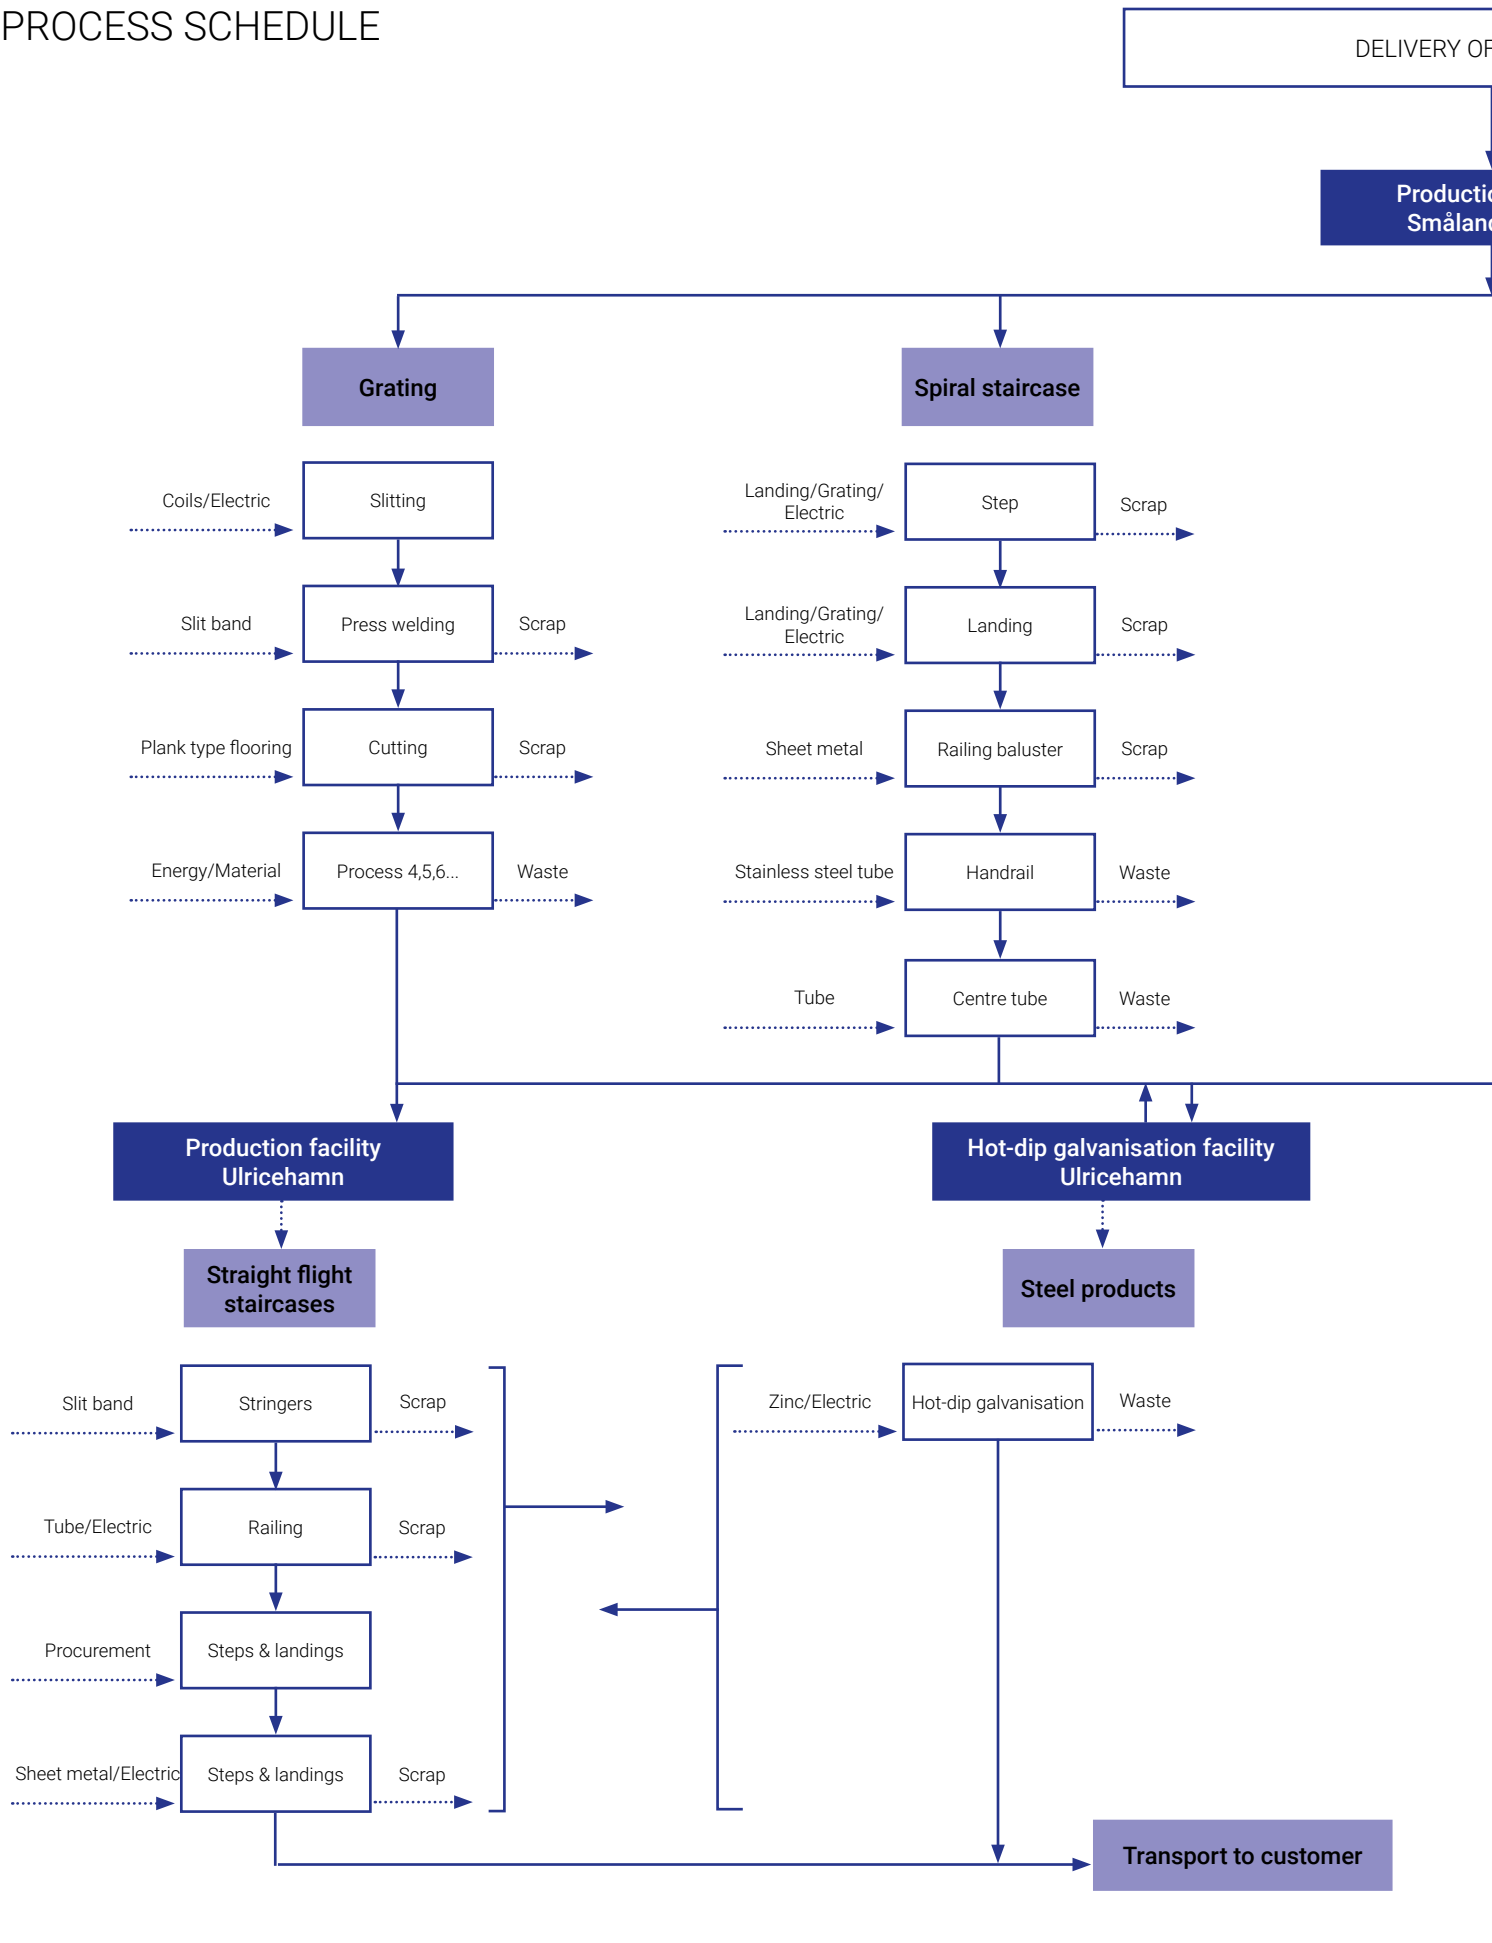 PROCESS SCHEDULE
DELIVERY OF
Småland
Grating
Spiral staircase
Coils/Electric
Slitting
Landing/Grating/
Electric
Step
Scrap
Slit band
Press welding
Scrap
Landing/Grating/
Electric
Landing
Scrap
Plank type flooring
Cutting
Scrap
Sheet metal
Railing baluster
Scrap
Energy/Material
Process 4,5,6...
Waste
Stainless steel tube
Handrail
Waste
Tube
Centre tube
Waste
Production facility
Ulricehamn
Hot-dip galvanisation facility
Ulricehamn
Straight flight
staircases
Steel products
Slit band
Stringers
Scrap
Zinc/Electric
Hot-dip galvanisation
Waste
Tube/Electric
Railing
Scrap
Procurement
Steps & landings
Sheet metal/Electric
Steps & landings
Scrap
Transport to customer